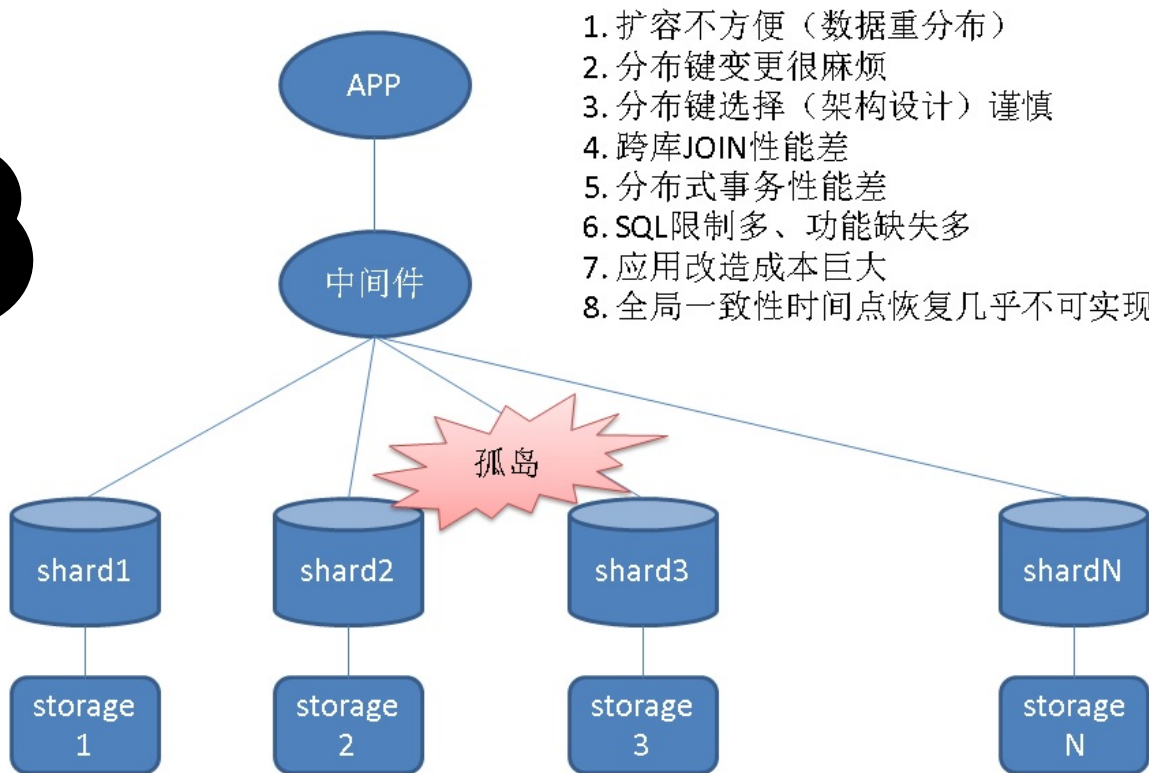 1. 扩容不方便（数据重分布）
2. 分布键变更很麻烦
3. 分布键选择（架构设计）谨慎
4. 跨库JOIN性能差
5. 分布式事务性能差
6. SQL限制多、功能缺失多
7. 应用改造成本巨大
8. 全局一致性时间点恢复几乎不可实现
APP
中间件
孤岛
shard1
shard2
shard3
shardN
storage
1
storage
2
storage
3
storage
N